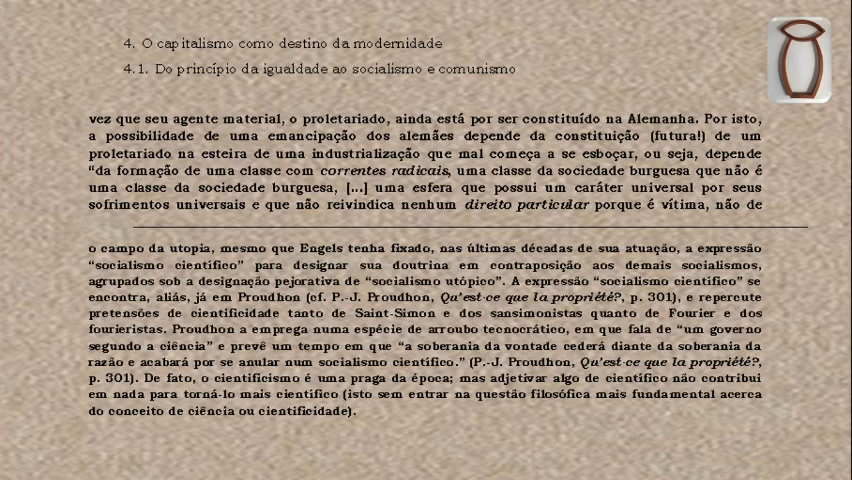 4. O capitalismo como destino da modernidade
4.1. Do princípio da igualdade ao socialismo e comunismo
vez que seu agente material, o proletariado, ainda está por ser constituído na Alemanha. Por isto,
a possibilidade de uma emancipação dos alemães depende da constituição (futura!) de um
proletariado na esteira de uma industrialização que mal começa a se esboçar, ou seja, depende
“da formação de uma classe com correntes radicais, uma classe da sociedade burguesa que não é
uma classe da sociedade burguesa, [...] uma esfera que possui um caráter universal por seus
sofrimentos universais e que não reivindica nenhum direito particular porque é vítima, não de
o campo da utopia, mesmo que Engels tenha fixado, nas últimas décadas de sua atuação, a expressão
“socialismo científico” para designar sua doutrina em contraposição aos demais socialismos,
agrupados sob a designação pejorativa de “socialismo utópico”. A expressão “socialismo científico” se
encontra, aliás, já em Proudhon (cf. P.-J. Proudhon, Qu’est-ce que la propriété?, p. 301), e repercute
pretensões de cientificidade tanto de Saint-Simon e dos sansimonistas quanto de Fourier e dos
fourieristas. Proudhon a emprega numa espécie de arroubo tecnocrático, em que fala de “um governo
segundo a ciência” e prevê um tempo em que “a soberania da vontade cederá diante da soberania da
razão e acabará por se anular num socialismo científico.” (P.-J. Proudhon, Qu’est-ce que la propriété?,
p. 301). De fato, o cientificismo é uma praga da época; mas adjetivar algo de científico não contribui
em nada para torná-lo mais científico (isto sem entrar na questão filosófica mais fundamental acerca
do conceito de ciência ou cientificidade).